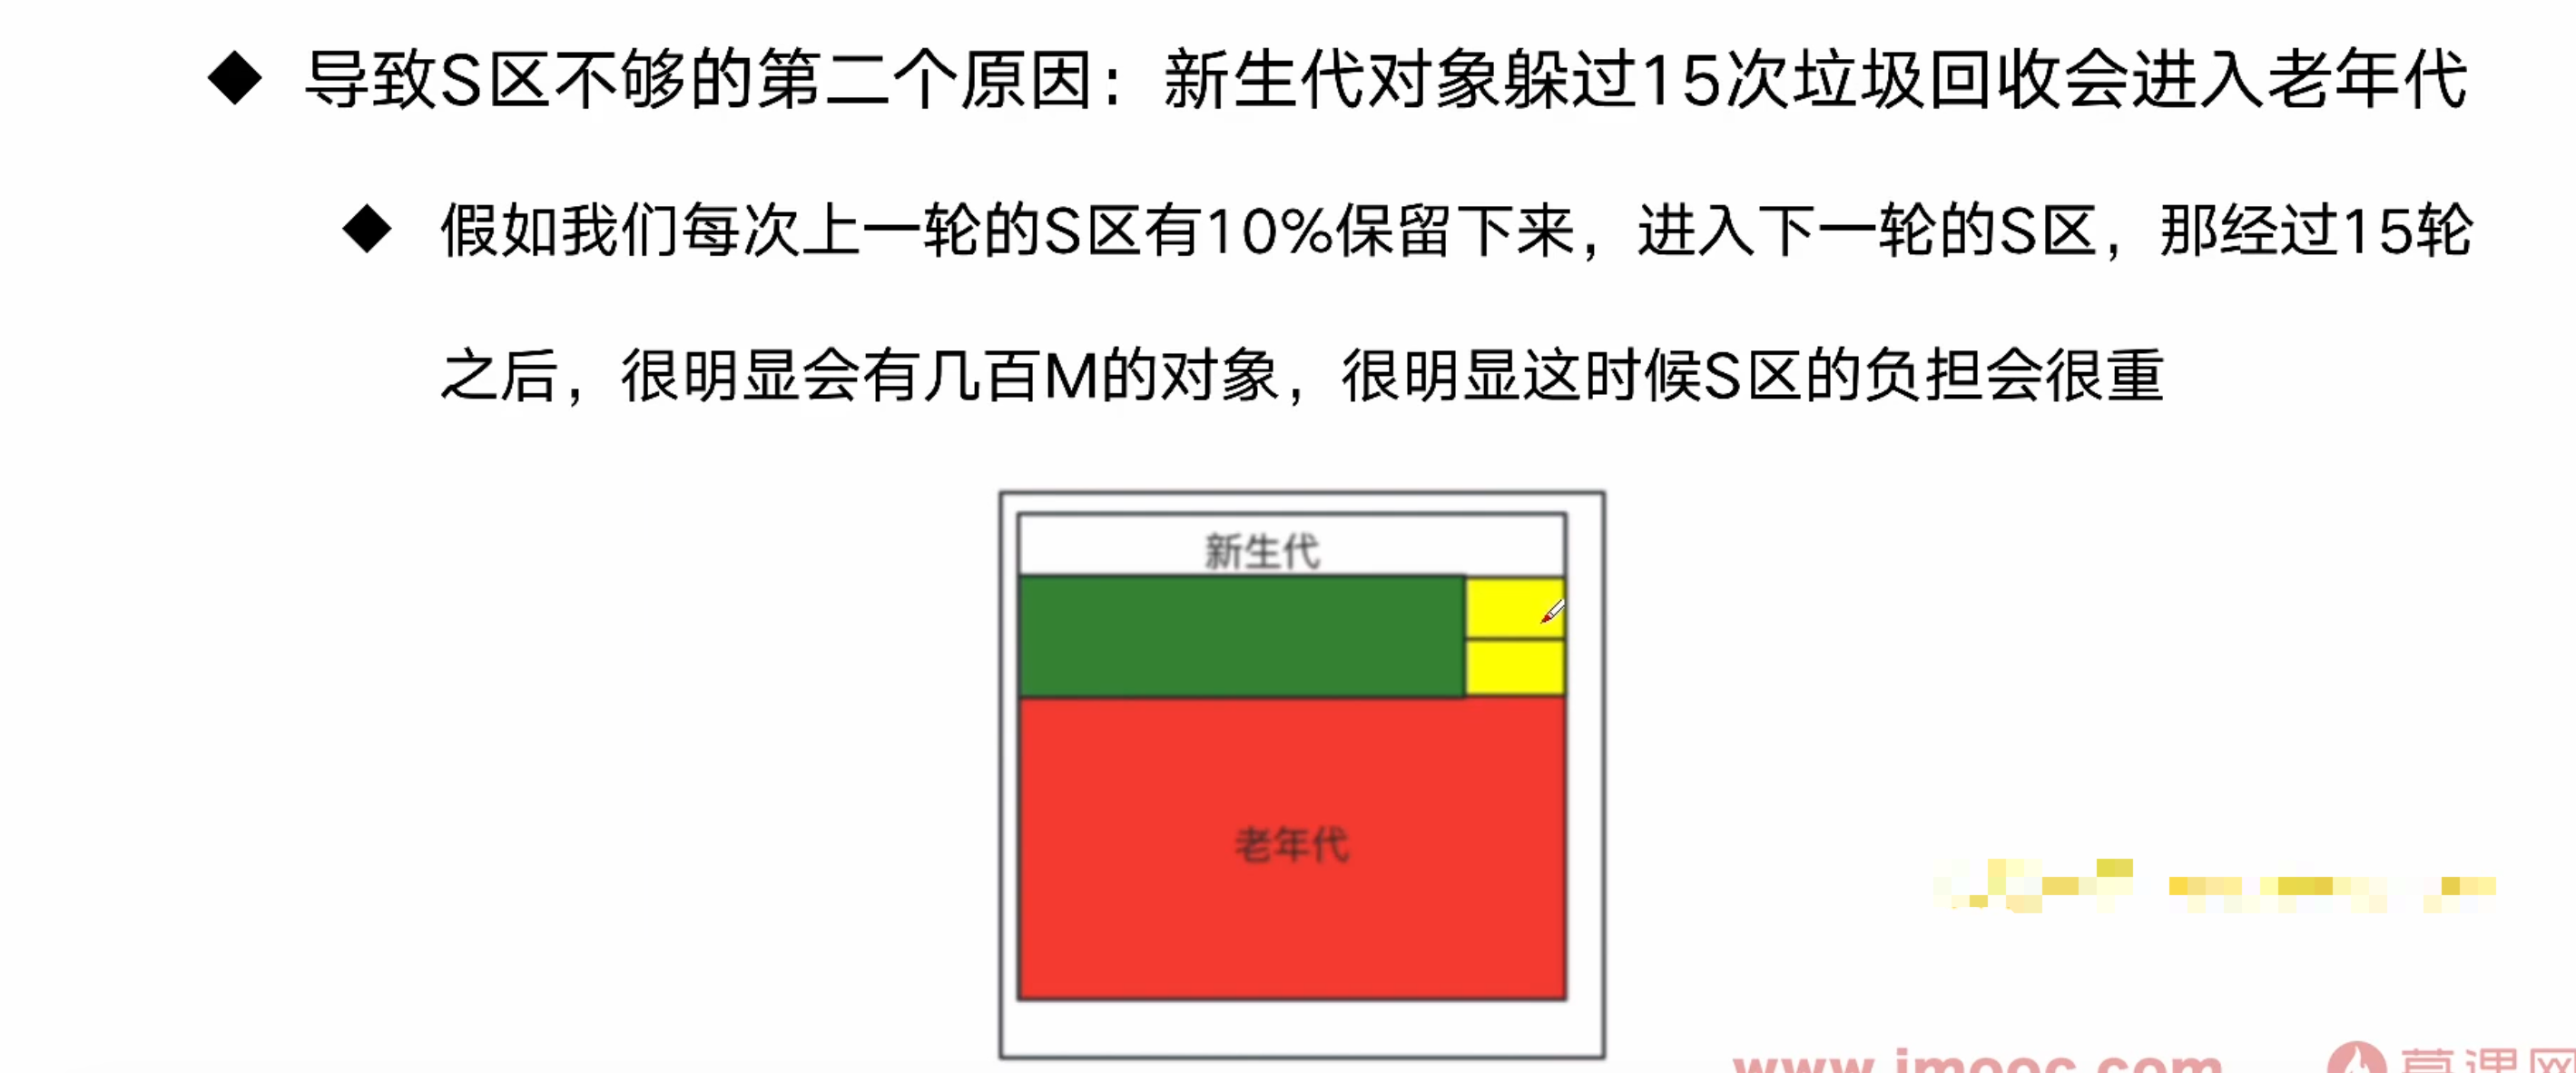 导致S区不够的第二个原因：新生代对象躲过15次垃圾回收会进入老年代
假如我们每次上一轮的S区有10%保留下来，进入下一轮的S区，那经过15轮
之后，很明显会有几百M的对象，很明显这时候S区的负担会很重
新生代
老年代
www.imooc.com 慕课网